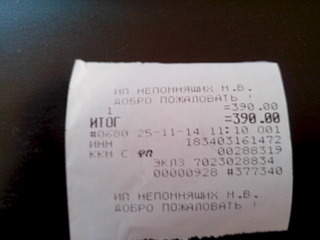 ИП НЕПОМНЯЩИХ Н.В.
ДОБРО ПОЖАЛОВАТЬ !
1 =390.00
ИТОГ =390.00
#0680 25-11-14 11:10 001
ИНН 183403161472
ККМ С ФП 00288319
ЭКЛЗ 7023028834
00000928 #377340
ИП НЕПОМНЯЩИХ Н.В.
ДОБРО ПОЖАЛОВАТЬ !